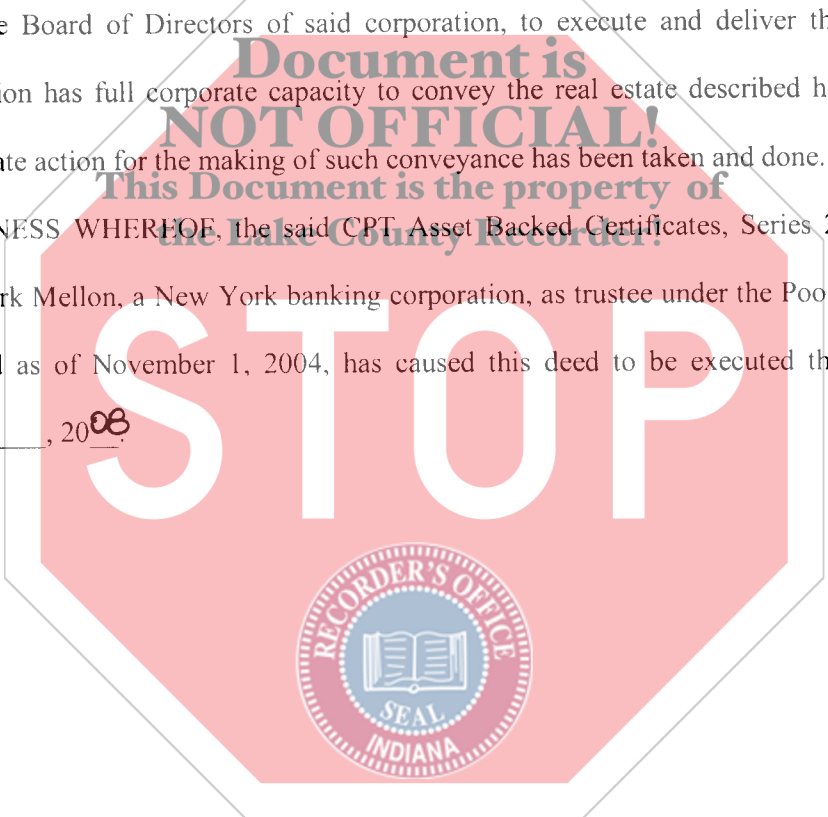 e Board of Directors of said corporation, to execute and deliver th
Document is
ion has full corporate capacity to convey the real estate described h
NOT OFFICIAL!
ate action for the making of such conveyance has been taken and done.
This Document is the property of
NESS WHEREOF, the said CPT Asset Backed Certificates, Series 2
the Lake County Recorder!
rk Mellon, a New York banking corporation, as trustee under the Poo
d as of November 1, 2004, has caused this deed to be executed th
STOP
, 2008.
RECORDER'S OFFICE
SEAL
INDIANA